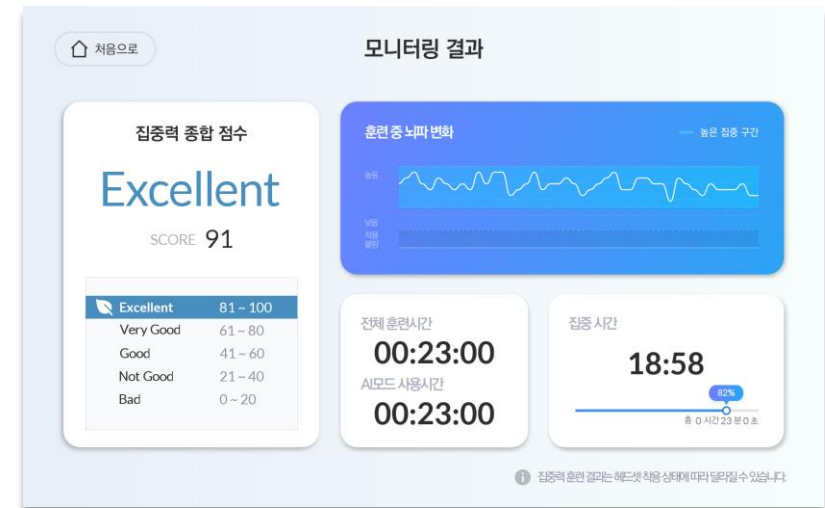 처음으로
모니터링 결과
집중력 종합 점수
Excellent
SCORE 91
Excellent 81 ~ 100
Very Good 61 ~ 80
Good 41 ~ 60
Not Good 21 ~ 40
Bad 0 ~ 20
훈련 중 뇌파 변화
높은 집중 구간
높음
낮음
착용
불량
전체 훈련시간
00:23:00
AI모드 사용시간
00:23:00
집중 시간
18:58
82%
총 0 시간 23 분 0 초
집중력 훈련 결과는 헤드셋 착용 상태에 따라 달라질 수 있습니다.